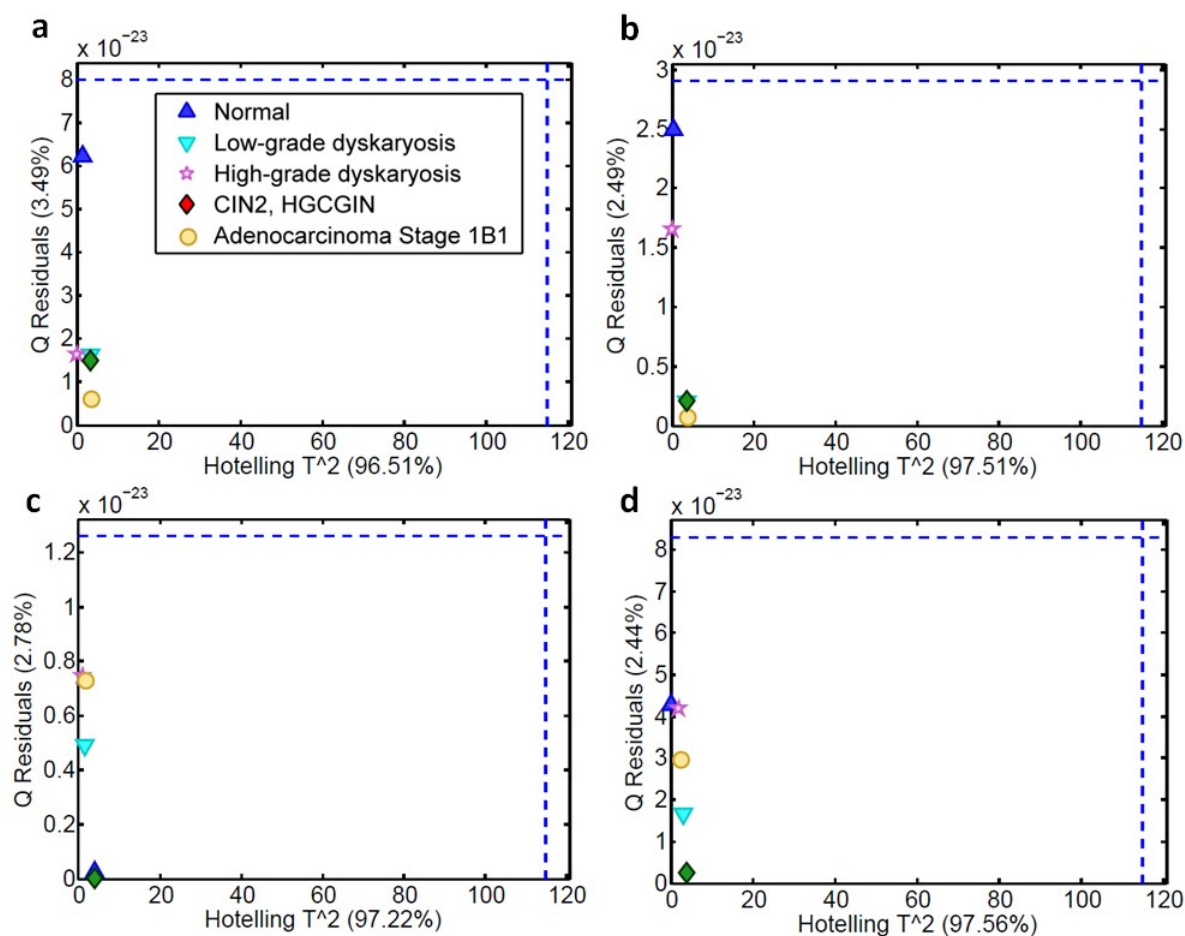 a
x 10⁻²³
8
7
6
5
4
3
2
1
0
Q Residuals (3.49%)
Normal
Low-grade dyskaryosis
High-grade dyskaryosis
CIN2, HGCGIN
Adenocarcinoma Stage 1B1
0 20 40 60 80 100 120
Hotelling T^2 (96.51%)
b
x 10⁻²³
3
2.5
2
1.5
1
0.5
0
Q Residuals (2.49%)
0 20 40 60 80 100 120
Hotelling T^2 (97.51%)
c
x 10⁻²³
1.2
1
0.8
0.6
0.4
0.2
0
Q Residuals (2.78%)
0 20 40 60 80 100 120
Hotelling T^2 (97.22%)
d
x 10⁻²³
8
7
6
5
4
3
2
1
0
Q Residuals (2.44%)
0 20 40 60 80 100 120
Hotelling T^2 (97.56%)